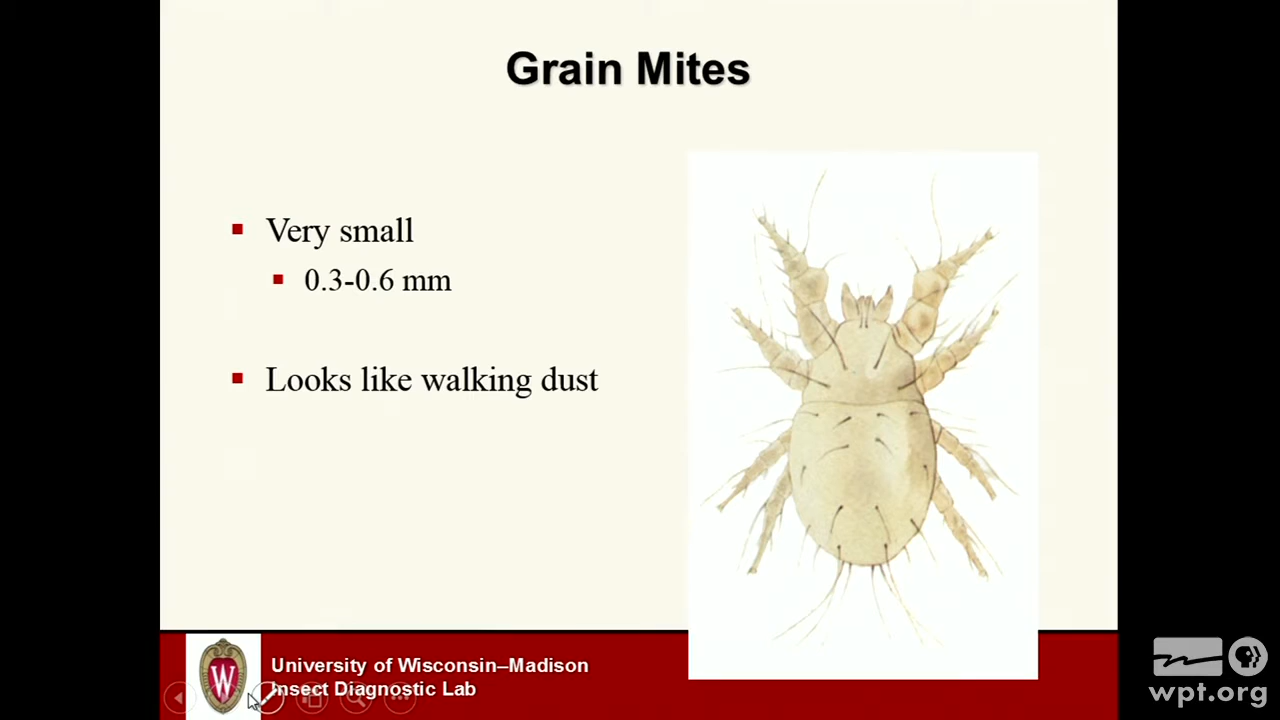 Grain Mites
Very small
0.3-0.6 mm
Looks like walking dust
University of Wisconsin–Madison
Insect Diagnostic Lab
W
PBS
wpt.org